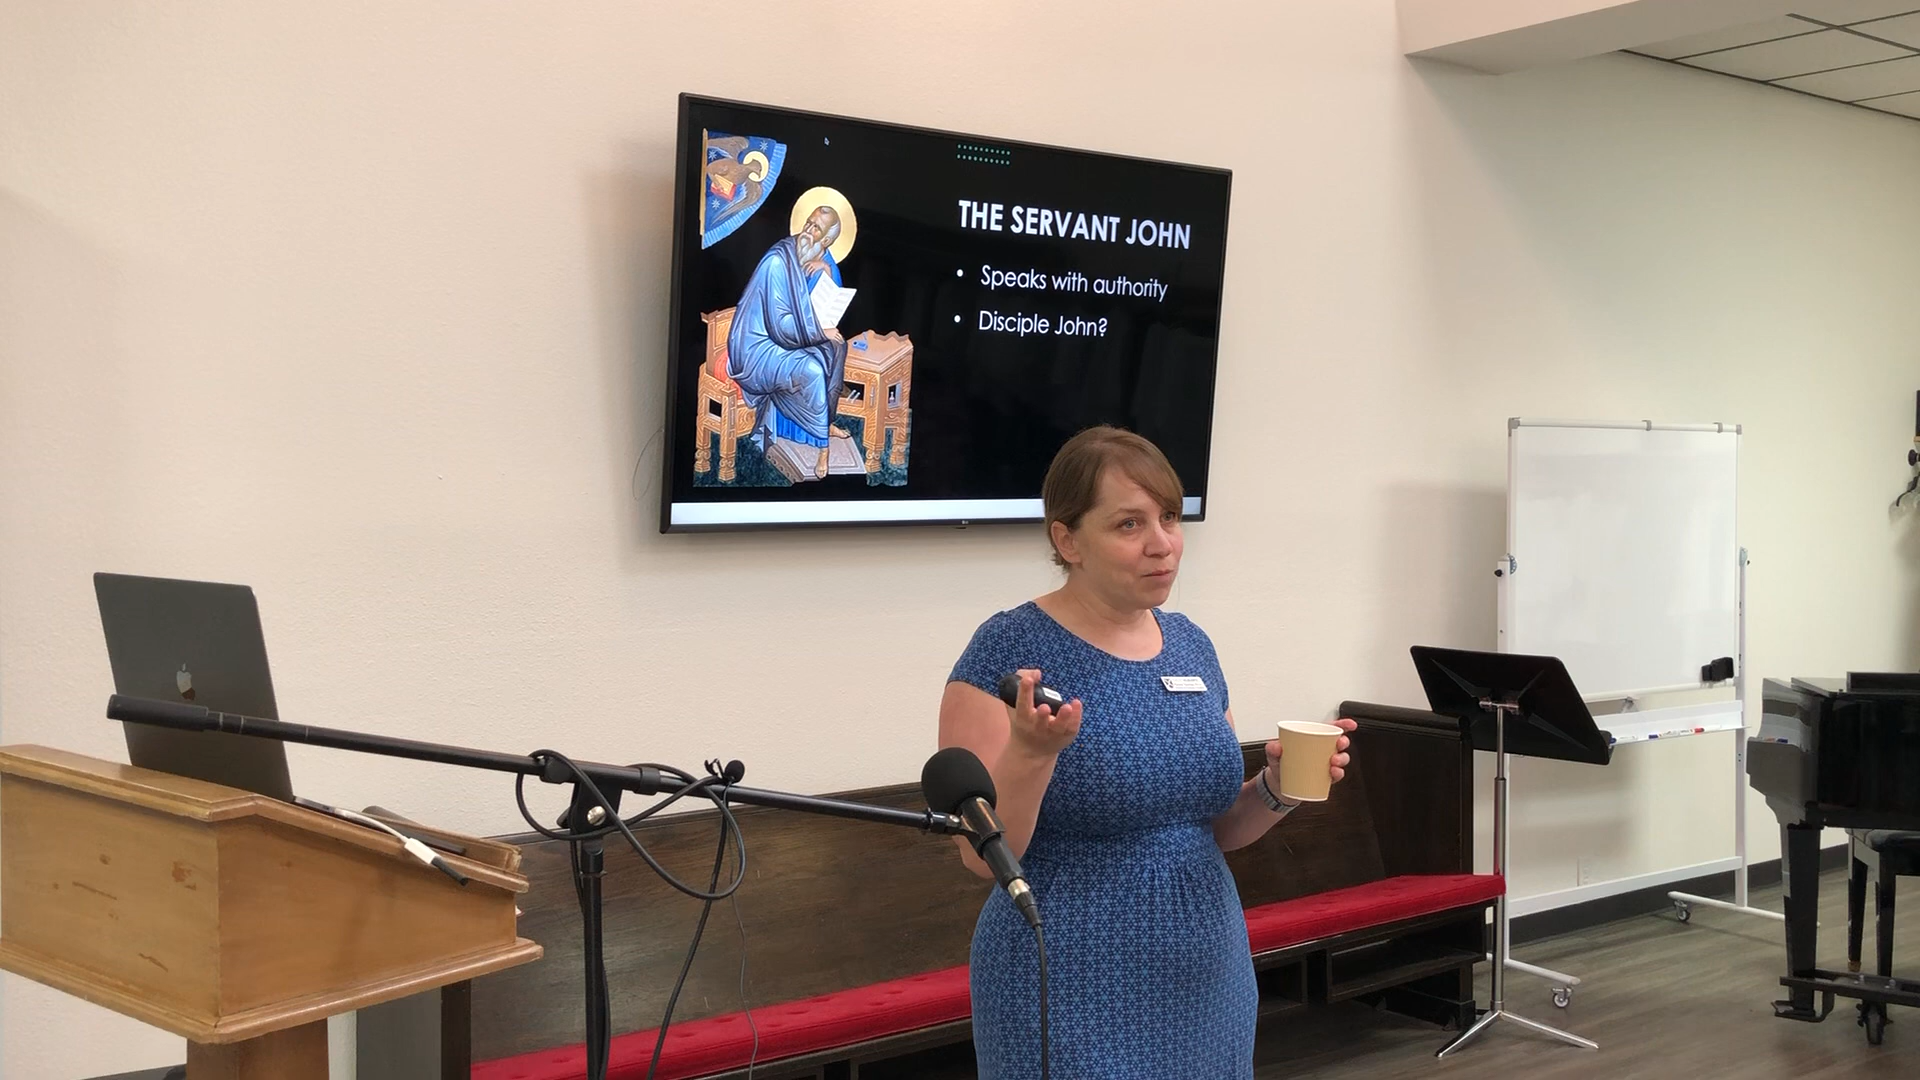 THE SERVANT JOHN
• Speaks with authority
• Disciple John?